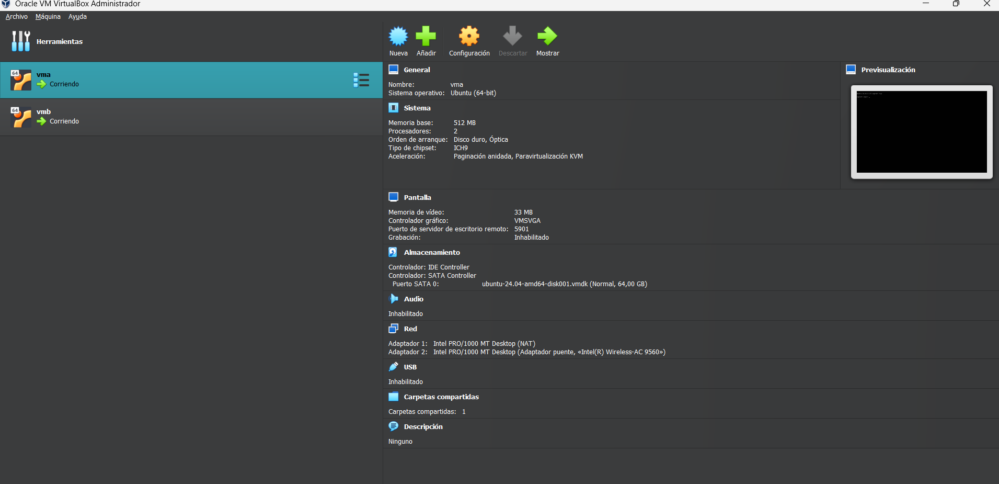 Oracle VM VirtualBox Administrador
Archivo Máquina Ayuda
Herramientas
64
vma
Corriendo
64
vmb
Corriendo
Nueva Añadir Configuración Descartar Mostrar
General
Nombre: vma
Sistema operativo: Ubuntu (64-bit)
Previsualización
Sistema
Memoria base: 512 MB
Procesadores: 2
Orden de arranque: Disco duro, Óptica
Tipo de chipset: ICH9
Aceleración: Paginación anidada, Paravirtualización KVM
Pantalla
Memoria de vídeo: 33 MB
Controlador gráfico: VMSVGA
Puerto de servidor de escritorio remoto: 5901
Grabación: Inhabilitado
Almacenamiento
Controlador: IDE Controller
Controlador: SATA Controller
Puerto SATA 0: ubuntu-24.04-amd64-disk001.vmdk (Normal, 64,00 GB)
Audio
Inhabilitado
Red
Adaptador 1: Intel PRO/1000 MT Desktop (NAT)
Adaptador 2: Intel PRO/1000 MT Desktop (Adaptador puente, «Intel(R) Wireless-AC 9560»)
USB
Inhabilitado
Carpetas compartidas
Carpetas compartidas: 1
Descripción
Ninguno